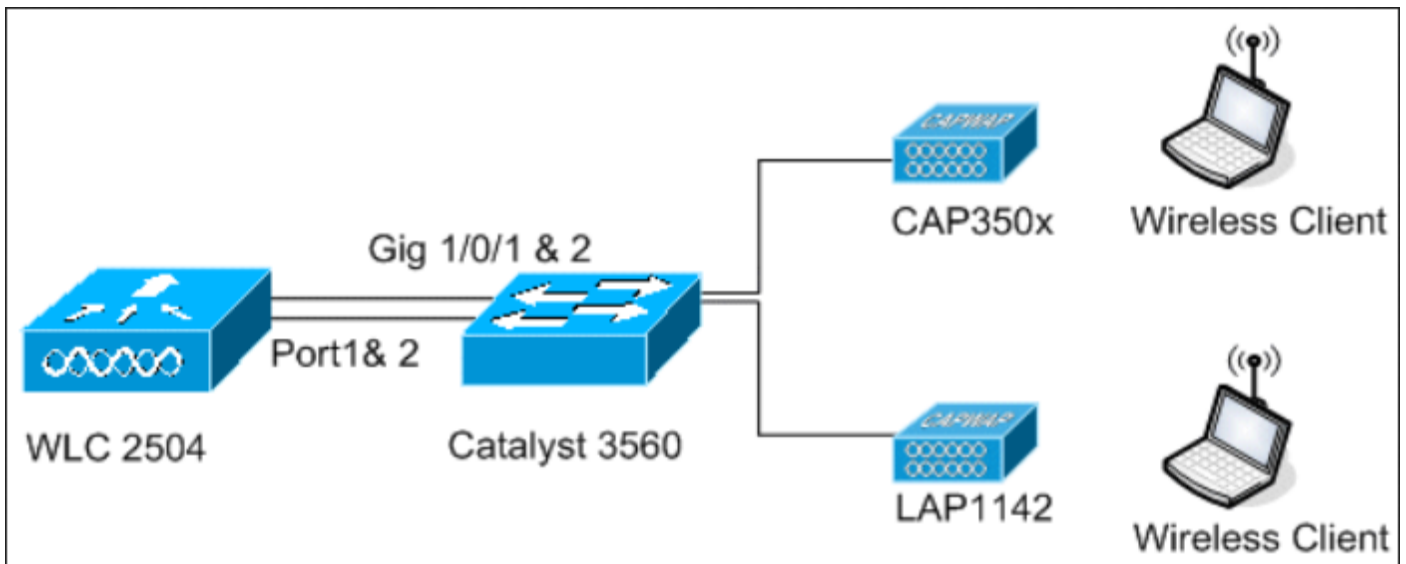 CAPWAP
CAP350x
Wireless Client
Gig 1/0/1 & 2
Port1& 2
WLC 2504
Catalyst 3560
CAPWAP
LAP1142
Wireless Client